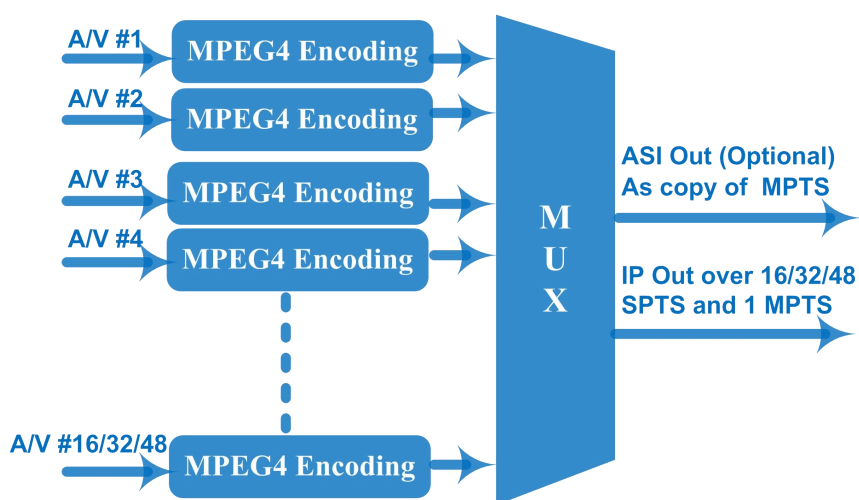 A/V #1
MPEG4 Encoding
A/V #2
MPEG4 Encoding
A/V #3
MPEG4 Encoding
A/V #4
MPEG4 Encoding
A/V #16/32/48
MPEG4 Encoding
M
U
X
ASI Out (Optional)
As copy of MPTS
IP Out over 16/32/48
SPTS and 1 MPTS